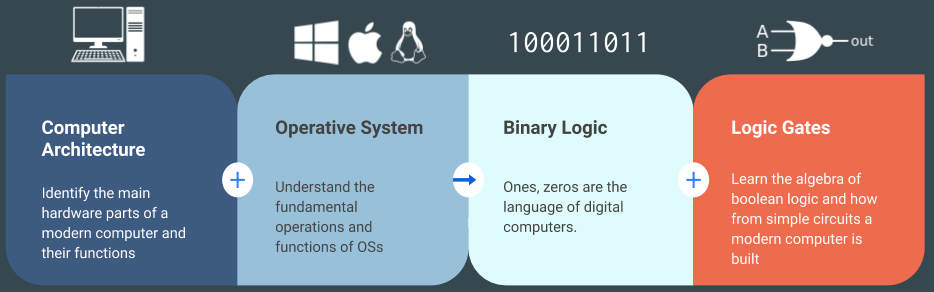 100011011
A
B
out
Computer
Architecture
Identify the main
hardware parts of a
modern computer and
their functions
Operative System
Understand the
fundamental
operations and
functions of OSs
Binary Logic
Ones, zeros are the
language of digital
computers.
Logic Gates
Learn the algebra of
boolean logic and how
from simple circuits a
modern computer is
built